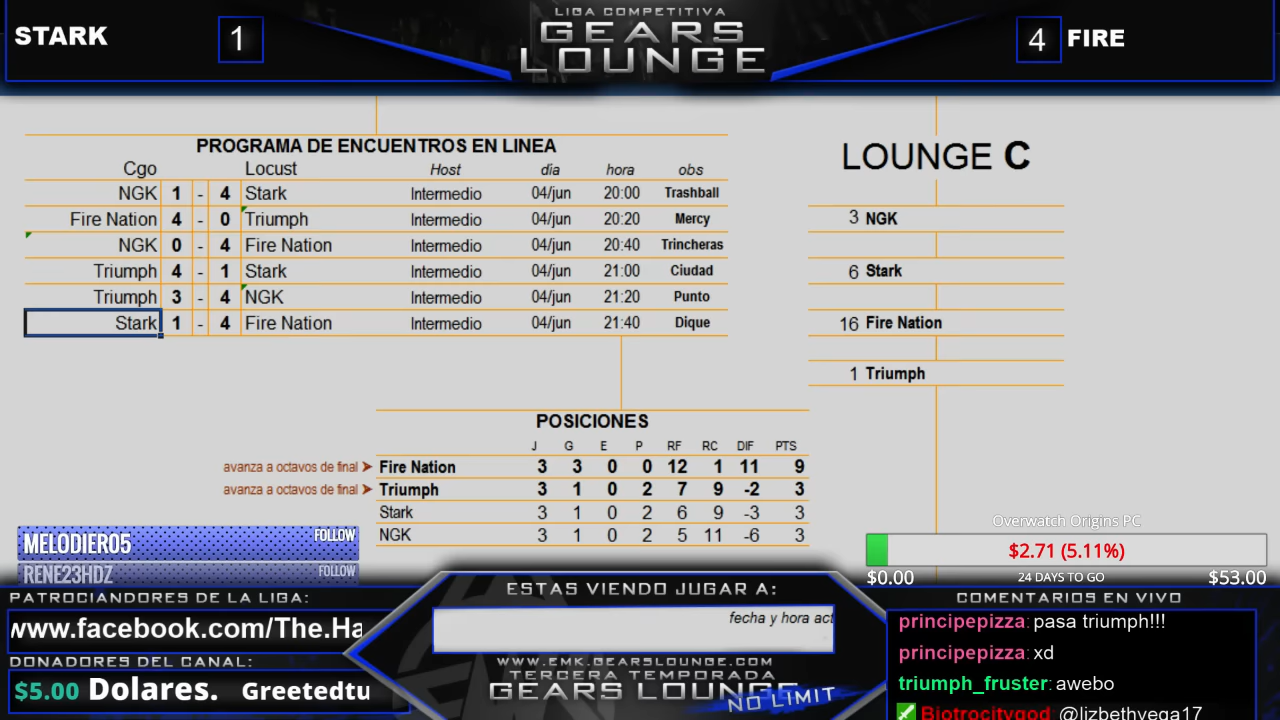 STARK 1 LIGA COMPETITIVA 4 FIRE
GEARS
LOUNGE
PROGRAMA DE ENCUENTROS EN LINEA
Cgo Locust Host dia hora obs
NGK 1 - 4 Stark Intermedio 04/jun 20:00 Trashball
Fire Nation 4 - 0 Triumph Intermedio 04/jun 20:20 Mercy
NGK 0 - 4 Fire Nation Intermedio 04/jun 20:40 Trincheras
Triumph 4 - 1 Stark Intermedio 04/jun 21:00 Ciudad
Triumph 3 - 4 NGK Intermedio 04/jun 21:20 Punto
Stark 1 - 4 Fire Nation Intermedio 04/jun 21:40 Dique
LOUNGE C
3 NGK
6 Stark
16 Fire Nation
1 Triumph
POSICIONES
J G E P RF RC DIF PTS
avanza a octavos de final ➤ Fire Nation 3 3 0 0 12 1 11 9
avanza a octavos de final ➤ Triumph 3 1 0 2 7 9 -2 3
Stark 3 1 0 2 6 9 -3 3
NGK 3 1 0 2 5 11 -6 3
MELODIER05 FOLLOW
RENE23HDZ FOLLOW
Overwatch Origins PC
$2.71 (5.11%)
$0.00 24 DAYS TO GO $53.00
PATROCIANDORES DE LA LIGA:
www.facebook.com/The.Ha
DONADORES DEL CANAL:
$5.00 Dolares. Greetedtu
ESTAS VIENDO JUGAR A:
fecha y hora act
WWW.EMK.GEARSLOUNGE.COM
TERCERA TEMPORADA
GEARS LOUNGE
NO LIMIT
COMENTARIOS EN VIVO
principepizza: pasa triumph!!!
principepizza: xd
triumph_fruster: awebo
Biotrocitygod: @lizbethvega17